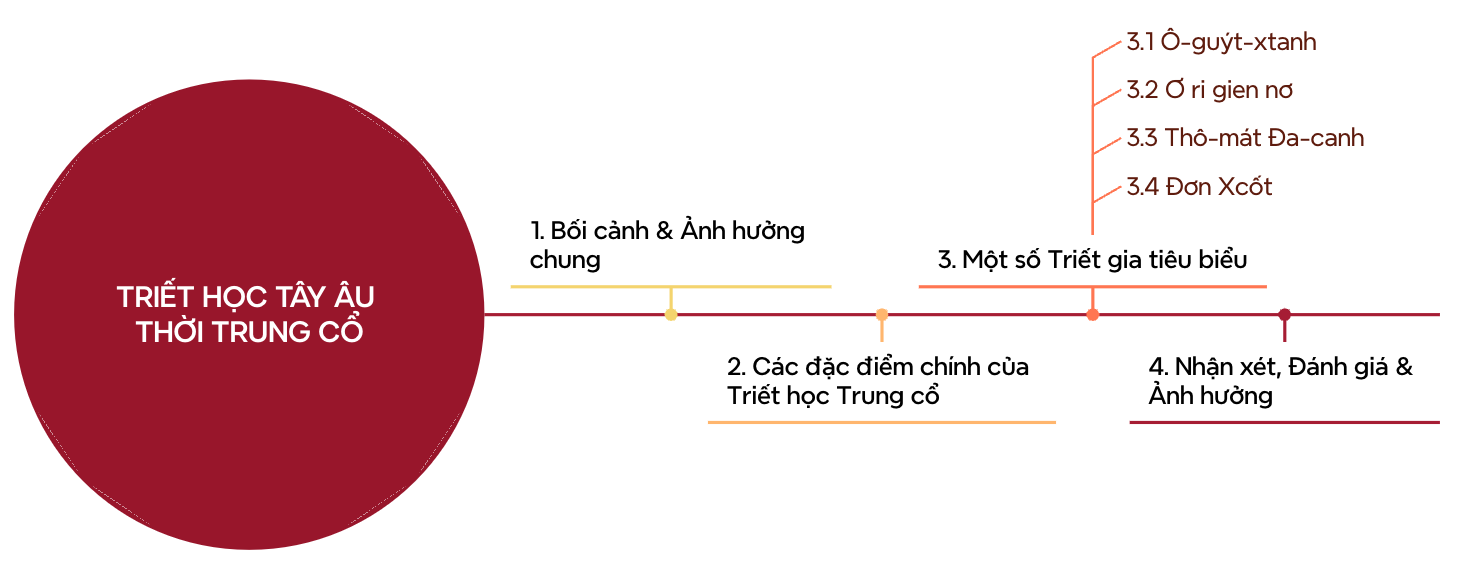 TRIẾT HỌC TÂY ÂU
THỜI TRUNG CỔ
1. Bối cảnh & Ảnh hưởng
chung
2. Các đặc điểm chính của
Triết học Trung cổ
3.1 Ô-guýt-xtanh
3.2 Ơ ri gien nơ
3.3 Thô-mát Đa-canh
3.4 Đơn Xcốt
3. Một số Triết gia tiêu biểu
4. Nhận xét, Đánh giá &
Ảnh hưởng